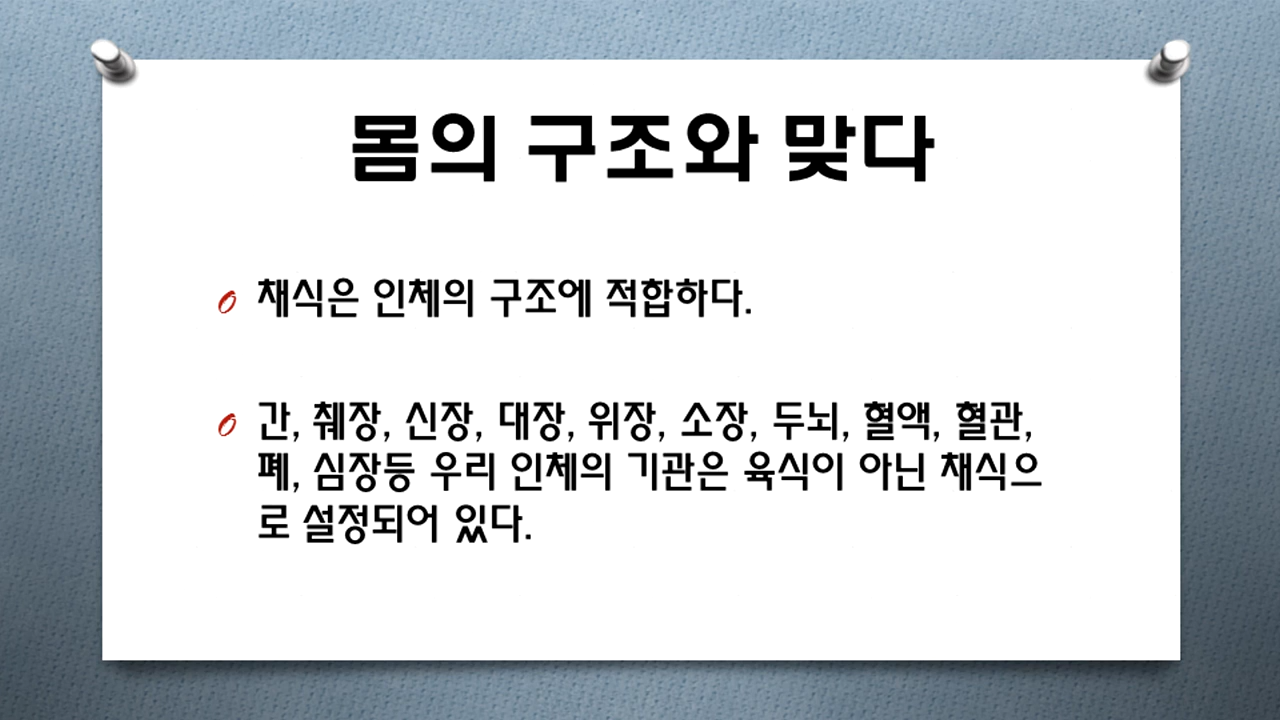 몸의 구조와 맞다
채식은 인체의 구조에 적합하다.
간, 췌장, 신장, 대장, 위장, 소장, 두뇌, 혈액, 혈관,
폐, 심장등 우리 인체의 기관은 육식이 아닌 채식으
로 설정되어 있다.